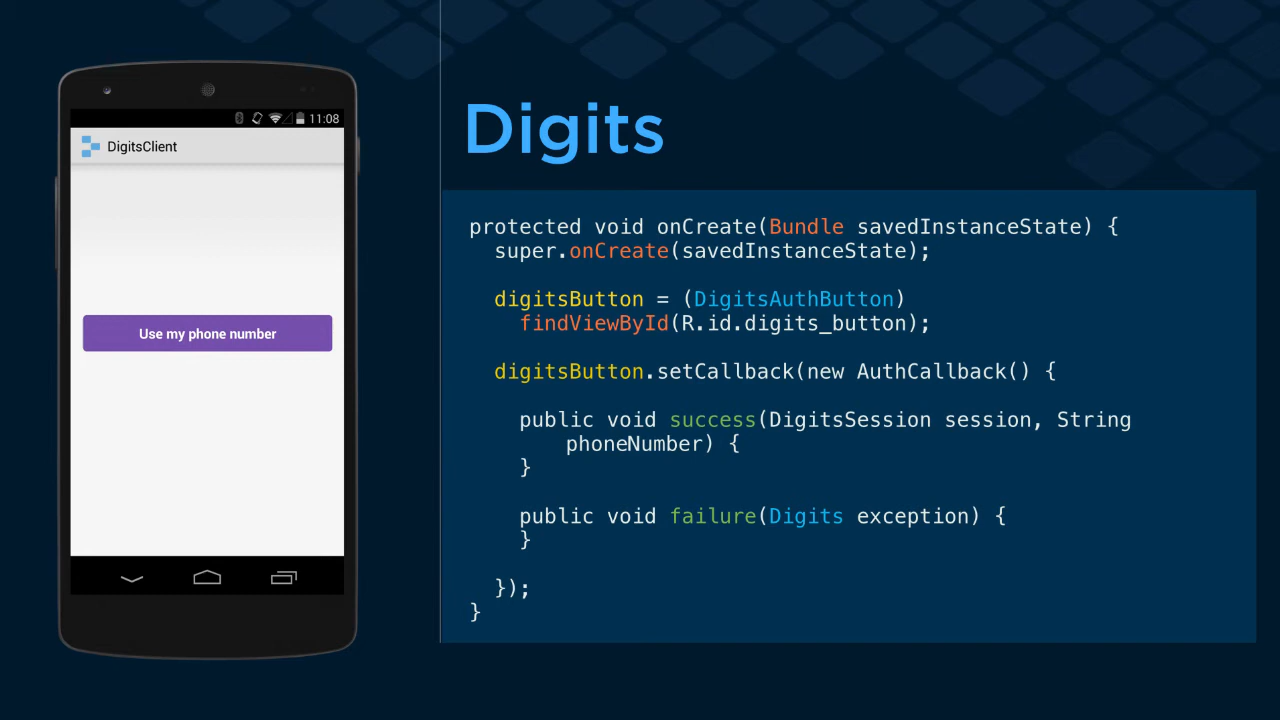 11:08
DigitsClient
Use my phone number
Digits
protected void onCreate(Bundle savedInstanceState) {
super.onCreate(savedInstanceState);
digitsButton = (DigitsAuthButton)
findViewById(R.id.digits_button);
digitsButton.setCallback(new AuthCallback() {
public void success(DigitsSession session, String
phoneNumber) {
}
public void failure(Digits exception) {
}
});
}